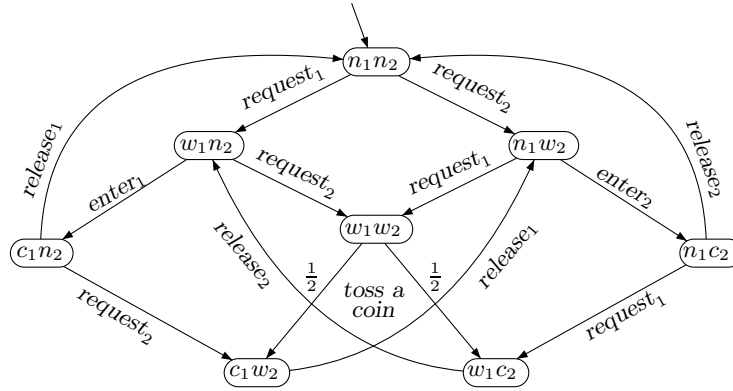 n₁n₂
request₁
request₂
release₁
release₂
w₁n₂
n₁w₂
request₂
request₁
enter₁
enter₂
w₁w₂
c₁n₂
n₁c₂
release₂
1/2
toss a
coin
1/2
release₁
request₂
request₁
c₁w₂
w₁c₂